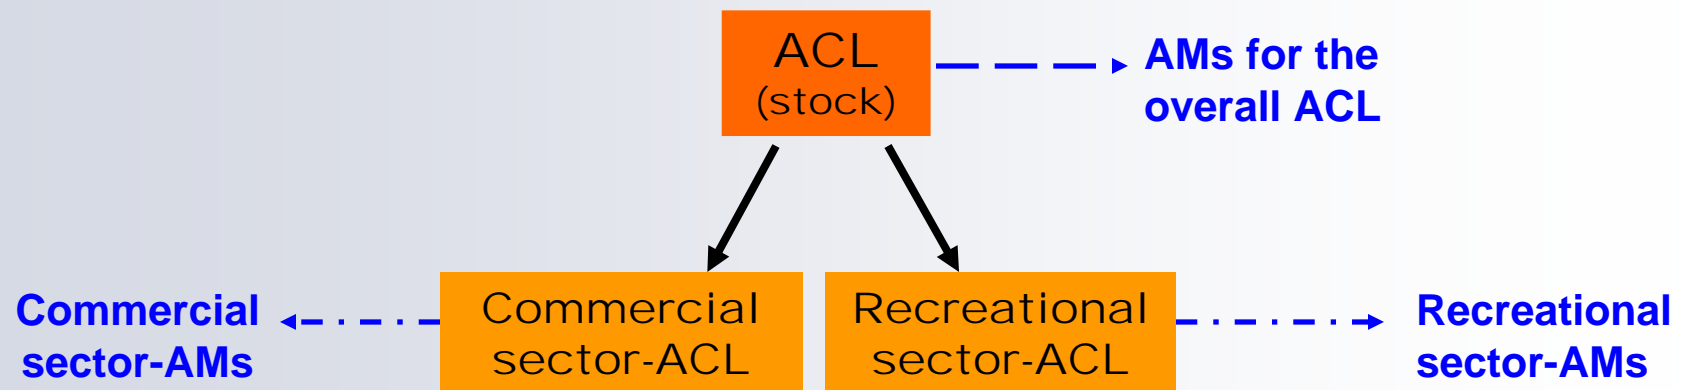 ACL
(stock)
AMs for the
overall ACL
Commercial
sector-AMs
Commercial
sector-ACL
Recreational
sector-ACL
Recreational
sector-AMs